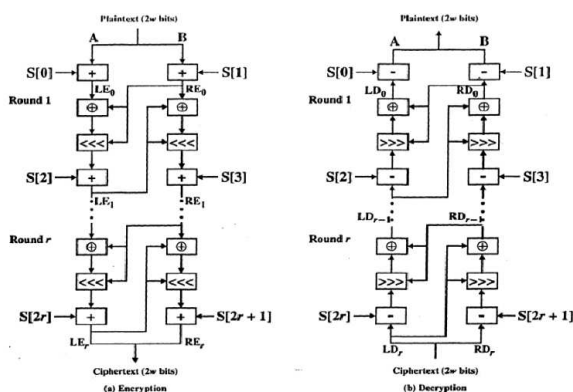 Plaintext (2w bits)
A B
S[0] + + S[1]
LE0 RE0
Round 1 ⊕ ⊕
<<< <<<
S[2] + + S[3]
LE1 RE1
Round r ⊕ ⊕
<<< <<<
S[2r] + + S[2r + 1]
LEr REr
Ciphertext (2w bits)
(a) Encryption
Plaintext (2w bits)
A B
S[0] - - S[1]
LD0 RD0
Round 1 ⊕ ⊕
>>> >>>
S[2] - - S[3]
LDr-1 RDr-1
Round r ⊕ ⊕
>>> >>>
S[2r] - - S[2r + 1]
LDr RDr
Ciphertext (2w bits)
(b) Decryption